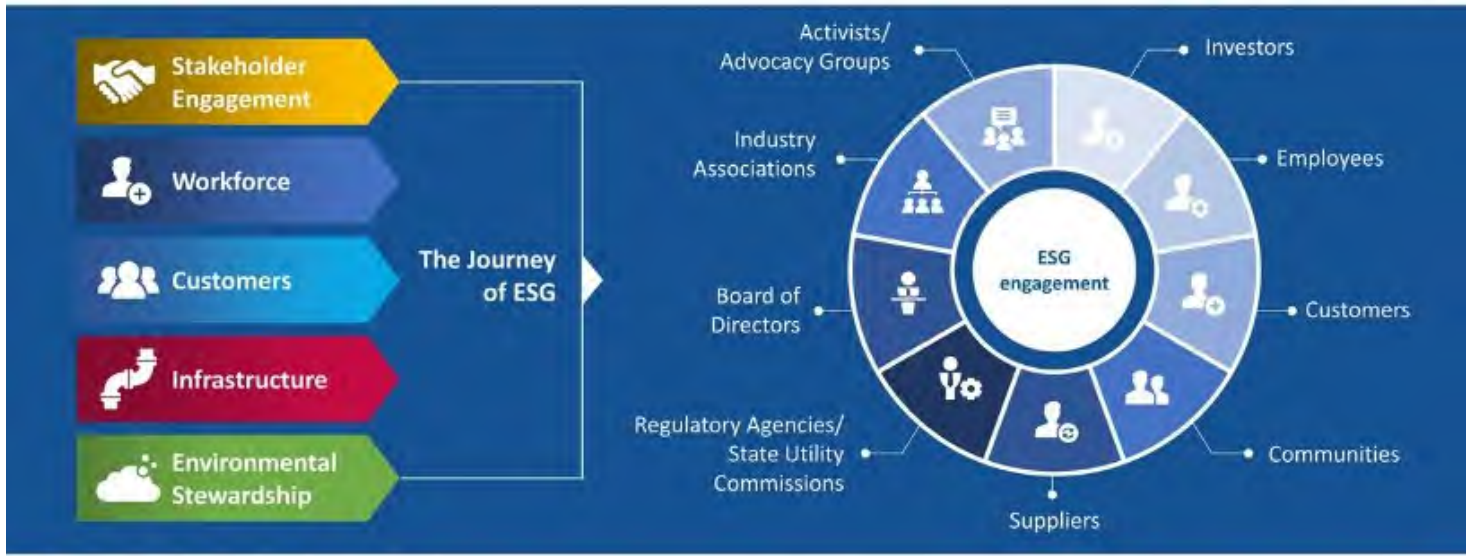 Stakeholder
Engagement
Workforce
Customers
Infrastructure
Environmental
Stewardship
The Journey
of ESG
Activists/
Advocacy Groups
Investors
Industry
Associations
Employees
Board of
Directors
Customers
Regulatory Agencies/
State Utility
Commissions
Communities
Suppliers
ESG
engagement